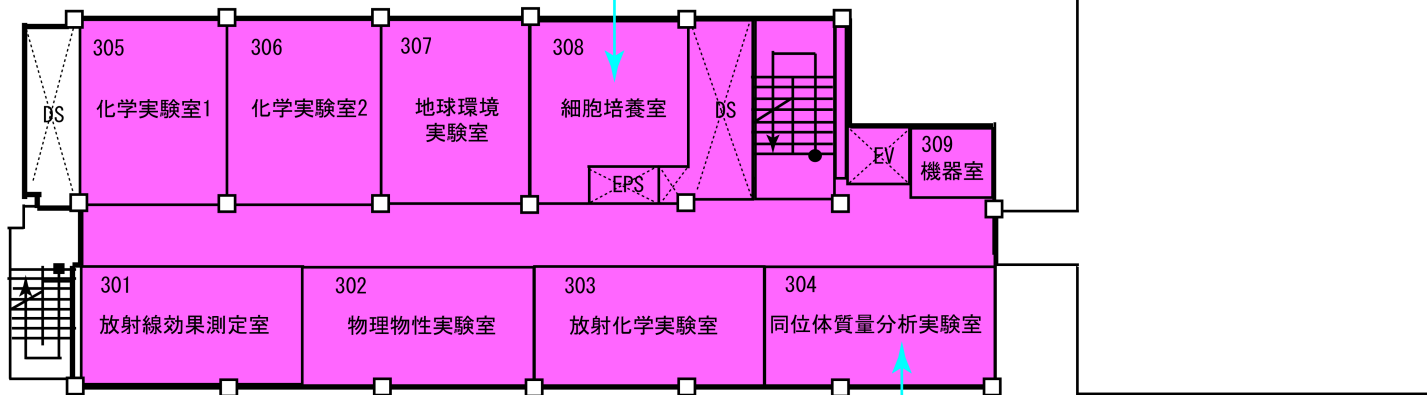 305
化学実験室1
306
化学実験室2
307
地球環境
実験室
308
細胞培養室
DS
DS
EPS
EV
309
機器室
301
放射線効果測定室
302
物理物性実験室
303
放射化学実験室
304
同位体質量分析実験室